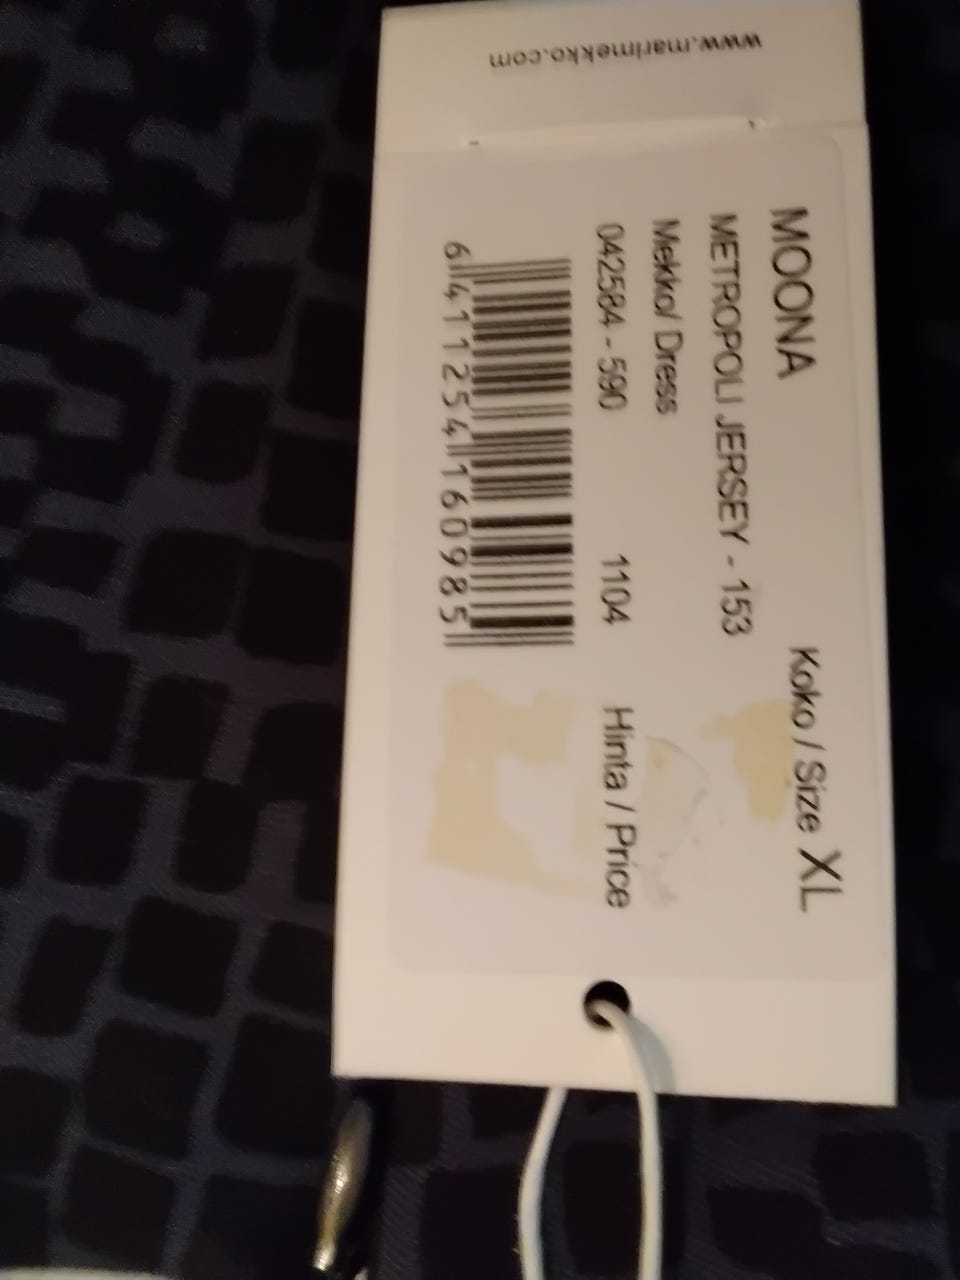 www.marimekko.com
MOONA
Koko / Size XL
METROPOLI JERSEY - 153
Mekko/ Dress
042584 - 590 1104 Hinta / Price
6 411254 160985